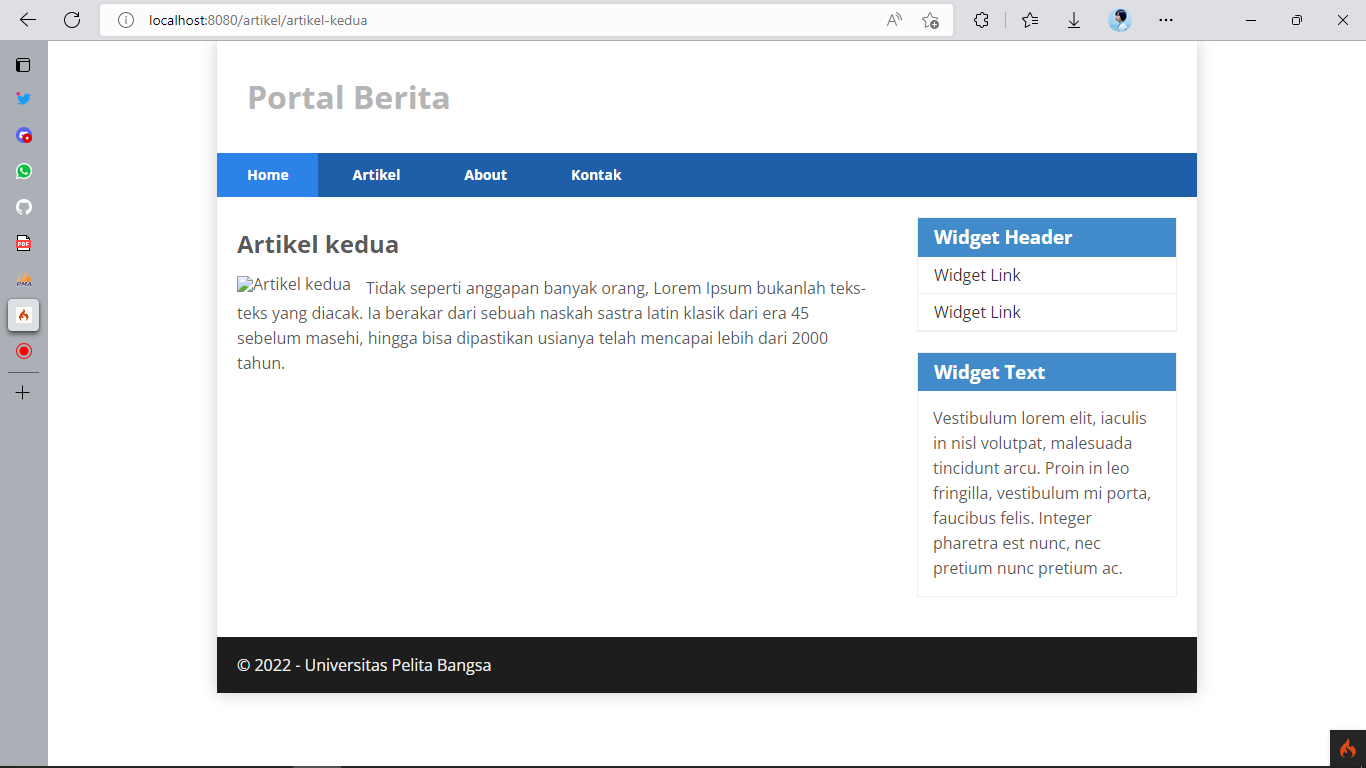 localhost:8080/artikel/artikel-kedua
Portal Berita
Home Artikel About Kontak
Artikel kedua
Artikel kedua Tidak seperti anggapan banyak orang, Lorem Ipsum bukanlah teks-
teks yang diacak. Ia berakar dari sebuah naskah sastra latin klasik dari era 45
sebelum masehi, hingga bisa dipastikan usianya telah mencapai lebih dari 2000
tahun.
Widget Header
Widget Link
Widget Link
Widget Text
Vestibulum lorem elit, iaculis
in nisl volutpat, malesuada
tincidunt arcu. Proin in leo
fringilla, vestibulum mi porta,
faucibus felis. Integer
pharetra est nunc, nec
pretium nunc pretium ac.
© 2022 - Universitas Pelita Bangsa
PDF
PMA